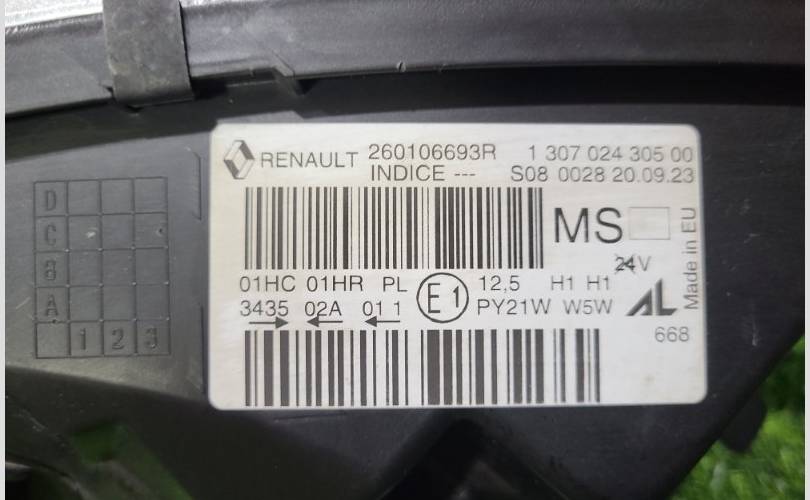 RENAULT 260106693R 1 307 024 305 00
INDICE --- S08 0028 20.09.23
MS
Made in EU
24V
01HC 01HR PL E1 12,5 H1 H1
3435 02A 01 1 PY21W W5W AL
668
D
C
B
A
1 2 3